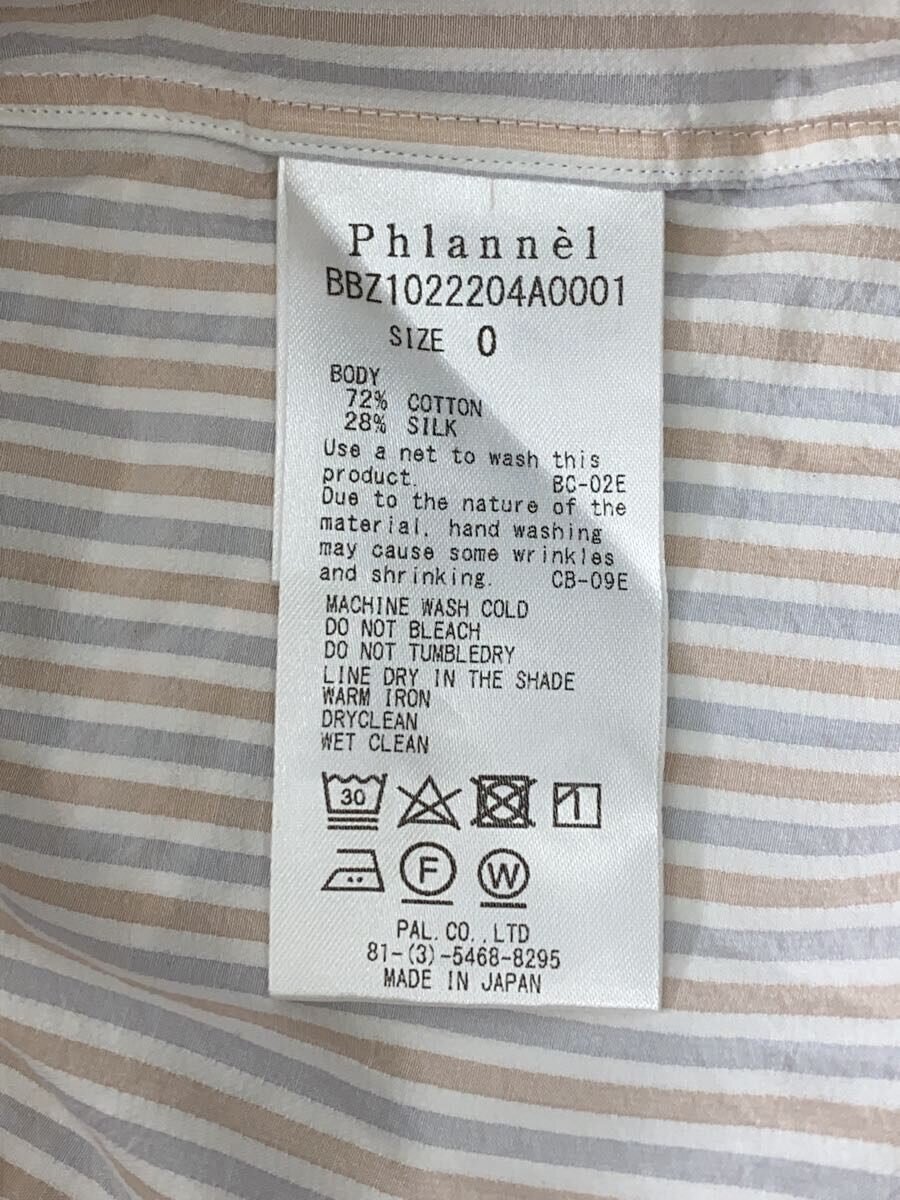 Phlannèl
BBZ1022204A0001
SIZE 0
BODY
72% COTTON
28% SILK
Use a net to wash this
product. BC-02E
Due to the nature of the
material, hand washing
may cause some wrinkles
and shrinking. CB-09E
MACHINE WASH COLD
DO NOT BLEACH
DO NOT TUMBLEDRY
LINE DRY IN THE SHADE
WARM IRON
DRYCLEAN
WET CLEAN
30
F W
PAL.CO.,LTD
81-(3)-5468-8295
MADE IN JAPAN